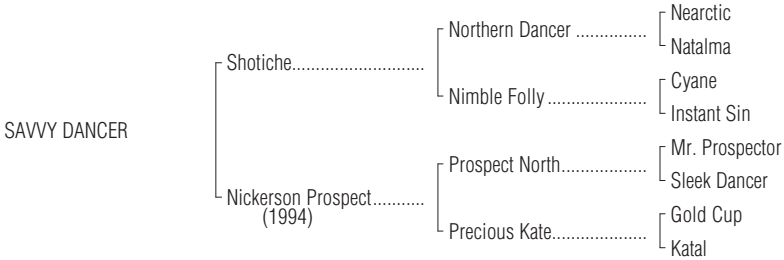 Nearctic
Northern Dancer ................
Natalma
Shotiche...........................
Cyane
Nimble Folly .....................
Instant Sin
SAVVY DANCER
Mr. Prospector
Prospect North..................
Sleek Dancer
Nickerson Prospect...........
(1994)
Gold Cup
Precious Kate....................
Katal